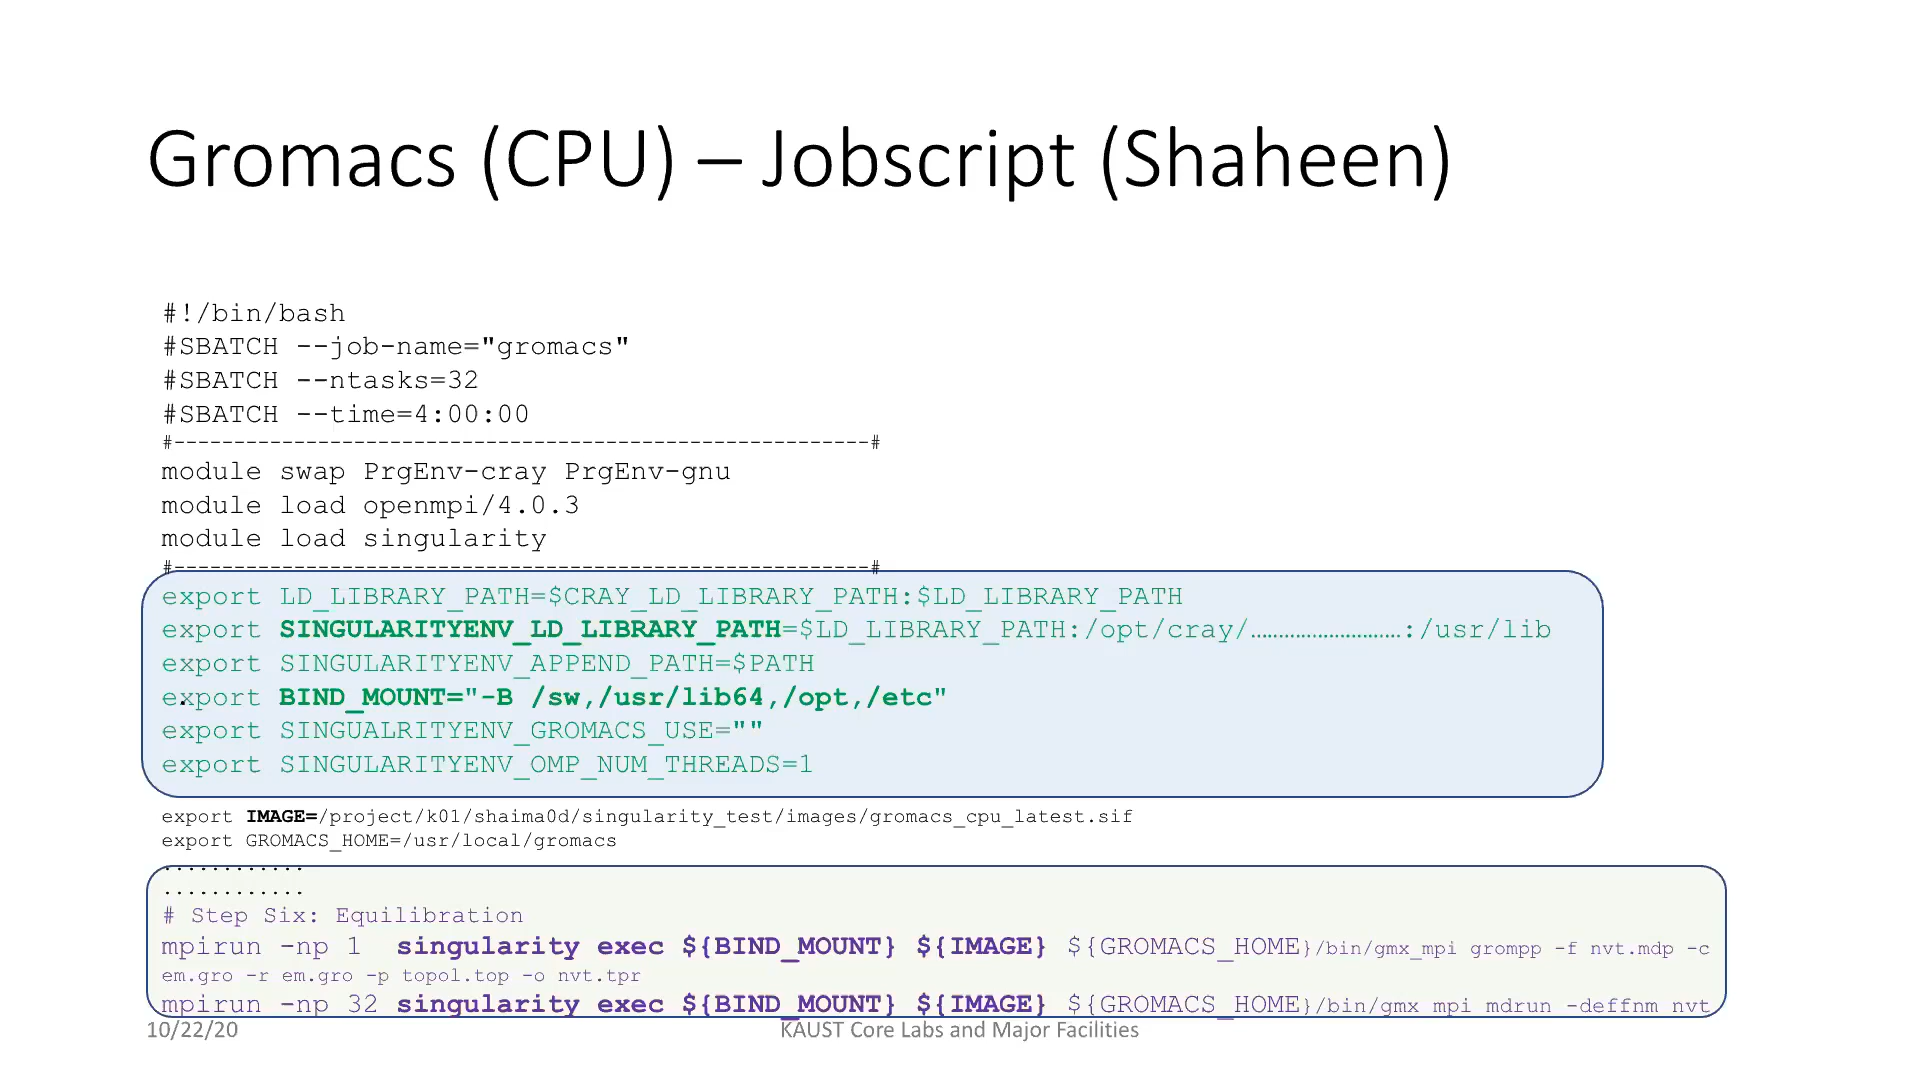 Gromacs (CPU) – Jobscript (Shaheen)
#!/bin/bash
#SBATCH --job-name="gromacs"
#SBATCH --ntasks=32
#SBATCH --time=4:00:00
#----------------------------------------------------------#
module swap PrgEnv-cray PrgEnv-gnu
module load openmpi/4.0.3
module load singularity
#----------------------------------------------------------#
export LD_LIBRARY_PATH=$CRAY_LD_LIBRARY_PATH:$LD_LIBRARY_PATH
export SINGULARITYENV_LD_LIBRARY_PATH=$LD_LIBRARY_PATH:/opt/cray/………………………:/usr/lib
export SINGULARITYENV_APPEND_PATH=$PATH
export BIND_MOUNT="-B /sw,/usr/lib64,/opt,/etc"
export SINGUALRITYENV_GROMACS_USE=""
export SINGULARITYENV_OMP_NUM_THREADS=1
export IMAGE=/project/k01/shaima0d/singularity_test/images/gromacs_cpu_latest.sif
export GROMACS_HOME=/usr/local/gromacs
............
............
# Step Six: Equilibration
mpirun -np 1  singularity exec ${BIND_MOUNT} ${IMAGE} ${GROMACS_HOME}/bin/gmx_mpi grompp -f nvt.mdp -c
em.gro -r em.gro -p topol.top -o nvt.tpr
mpirun -np 32 singularity exec ${BIND_MOUNT} ${IMAGE} ${GROMACS_HOME}/bin/gmx_mpi mdrun -deffnm nvt
10/22/20
KAUST Core Labs and Major Facilities